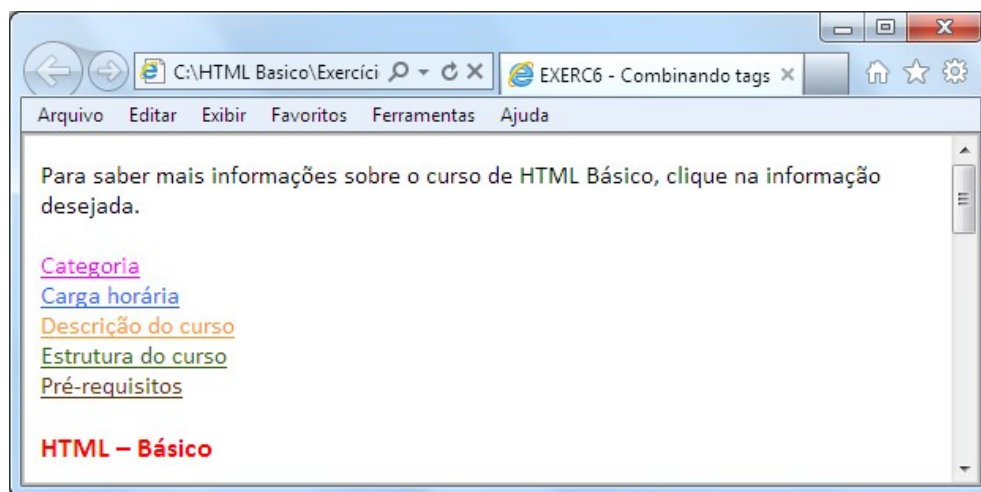 C:\HTML Basico\Exercíci
EXERC6 - Combinando tags
Arquivo Editar Exibir Favoritos Ferramentas Ajuda
Para saber mais informações sobre o curso de HTML Básico, clique na informação
desejada.
Categoria
Carga horária
Descrição do curso
Estrutura do curso
Pré-requisitos
HTML – Básico